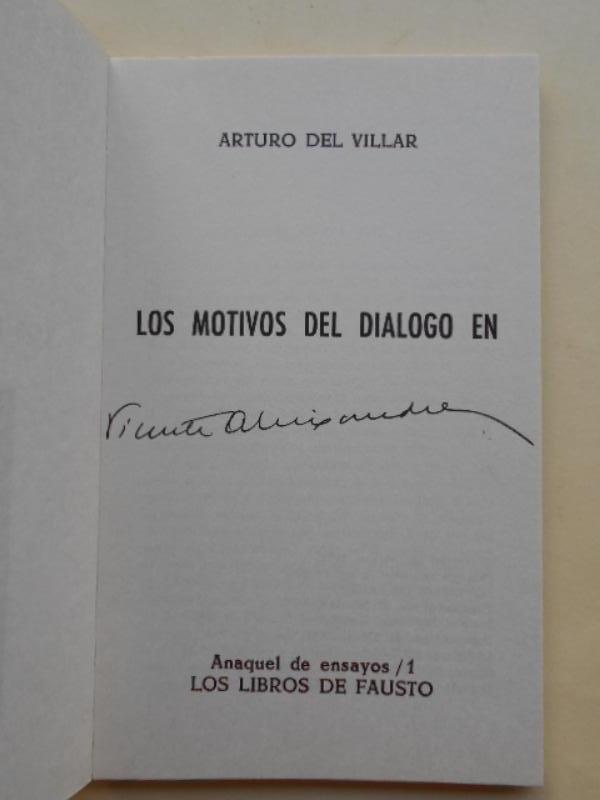 ARTURO DEL VILLAR
LOS MOTIVOS DEL DIALOGO EN
Vicente Aleixandre
Anaquel de ensayos/1
LOS LIBROS DE FAUSTO